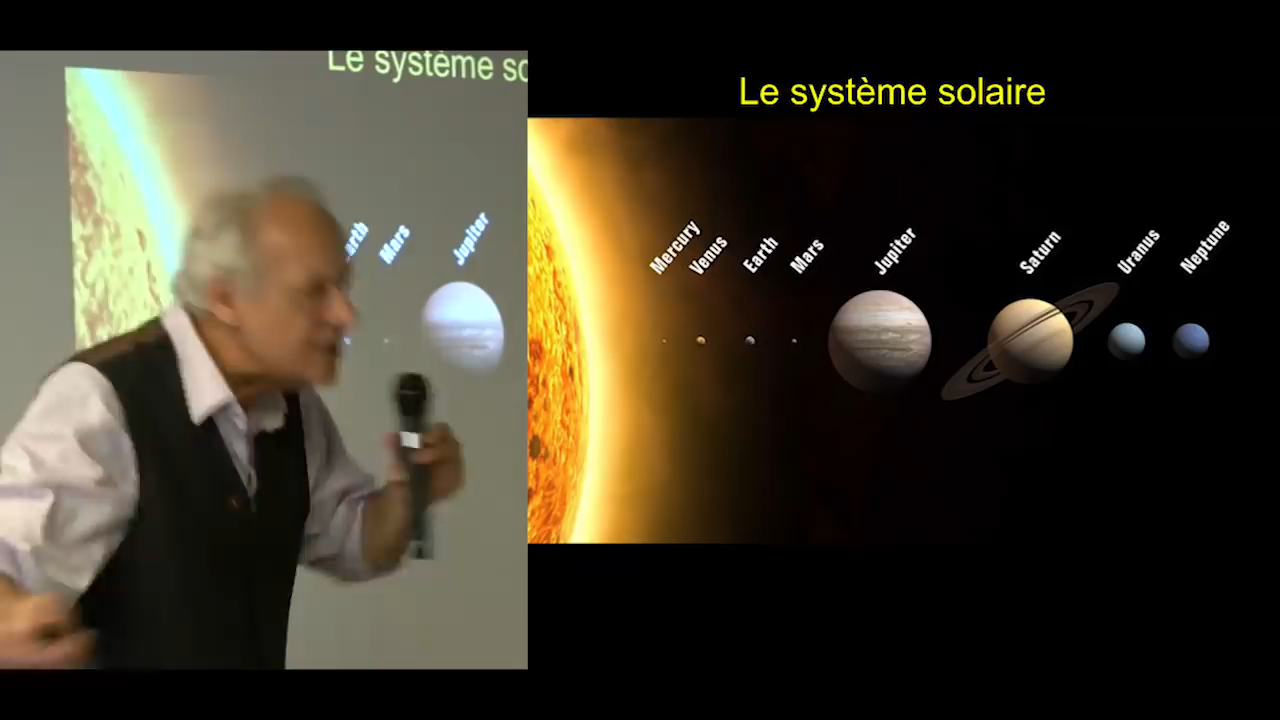 Le système so
arth
Mars
Jupiter
Le système solaire
Mercury
Venus
Earth
Mars
Jupiter
Saturn
Uranus
Neptune